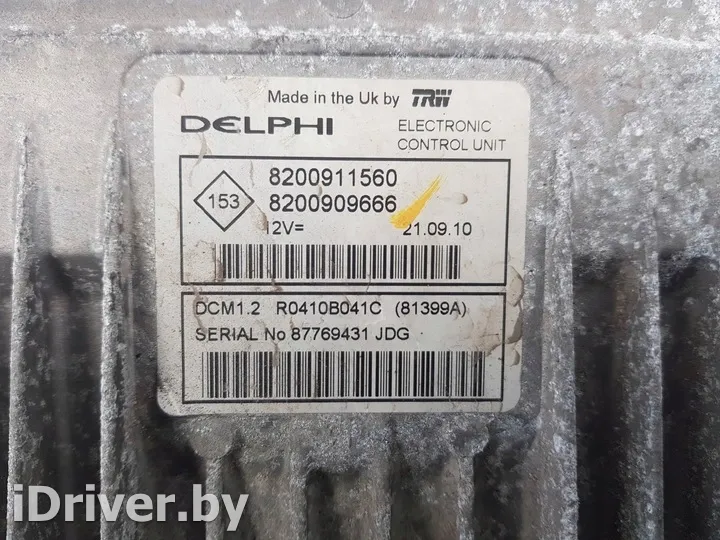 Made in the Uk by TRW
DELPHI
ELECTRONIC
CONTROL UNIT
153
8200911560
8200909666
12V=
21.09.10
DCM1.2 R0410B041C (81399A)
SERIAL No 87769431 JDG
iDriver.by